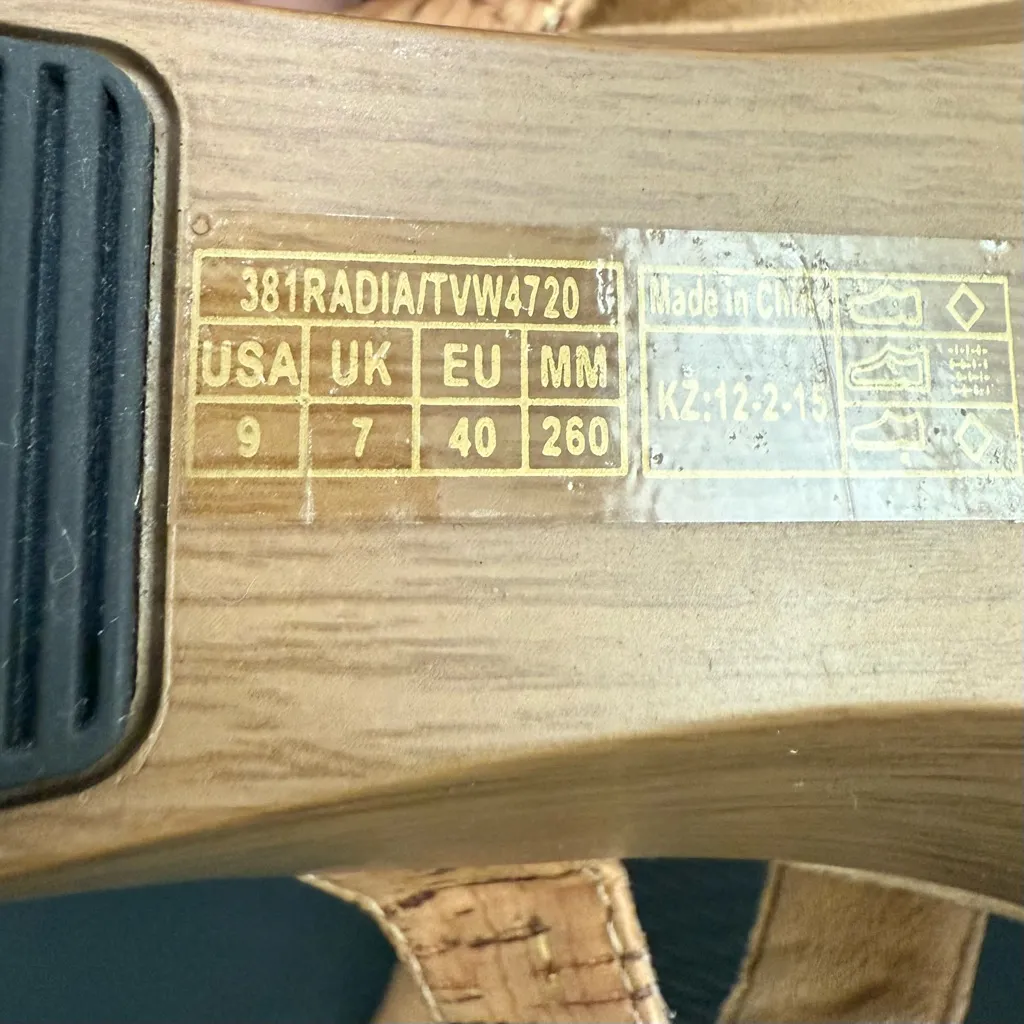 381RADIA/TVW4720
USA UK EU MM
9 7 40 260
Made in China
KZ:12-2-15